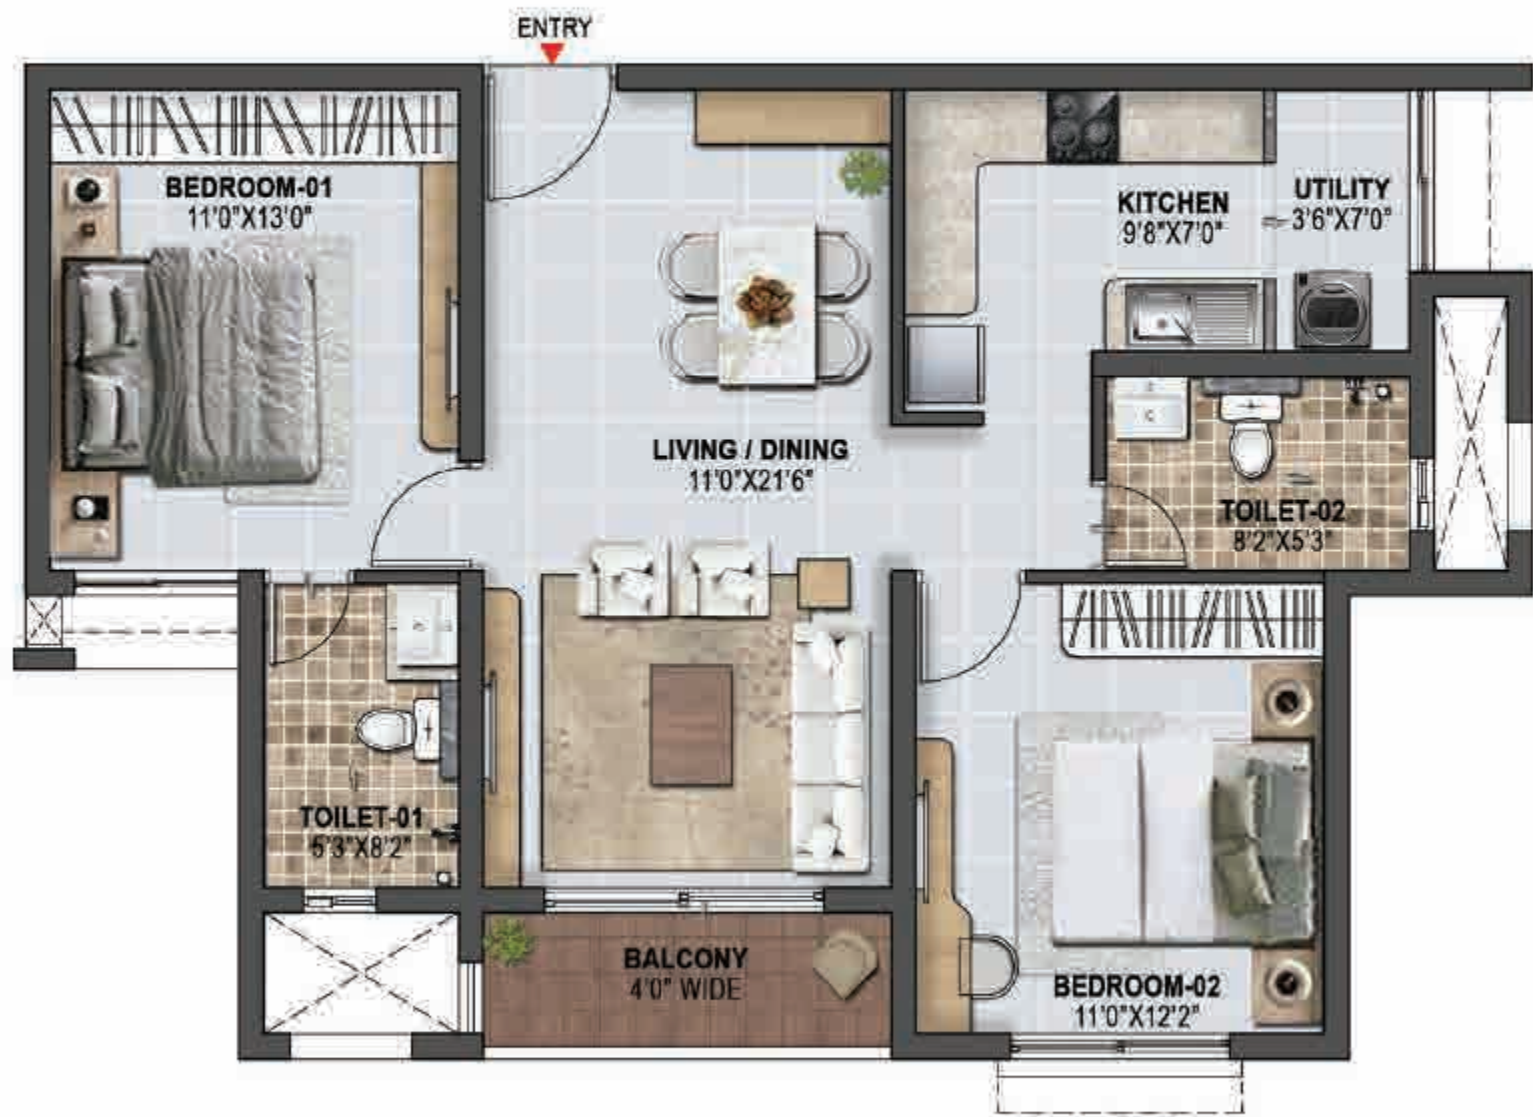 ENTRY
BEDROOM-01
11'0"X13'0"
KITCHEN
9'8"X7'0"
UTILITY
3'6"X7'0"
LIVING / DINING
11'0"X21'6"
TOILET-02
8'2"X5'3"
TOILET-01
5'3"X8'2"
BALCONY
4'0" WIDE
BEDROOM-02
11'0"X12'2"